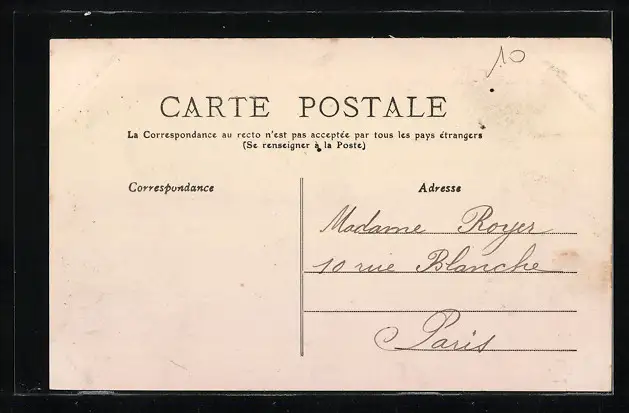 10
CARTE POSTALE
La Correspondance au recto n'est pas acceptée par tous les pays étrangers
(Se renseigner à la Poste)
Correspondance
Adresse
Madame Royer
10 rue Blanche
Paris